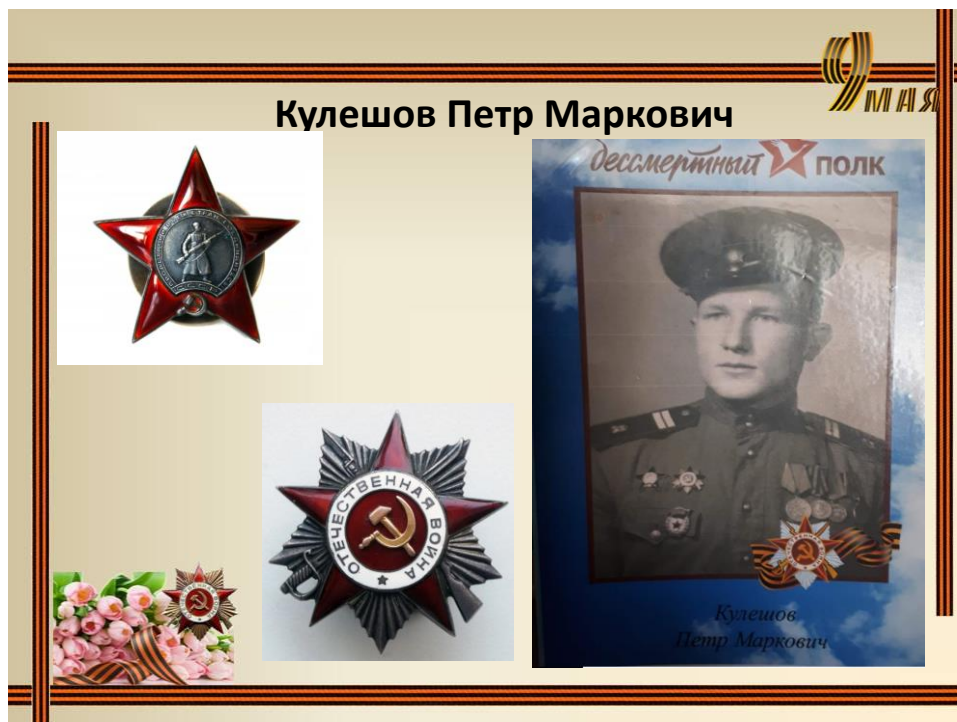 9
МАЯ
Кулешов Петр Маркович
бессмертный полк
ОТЕЧЕСТВЕННАЯ ВОЙНА
Кулешов
Петр Маркович